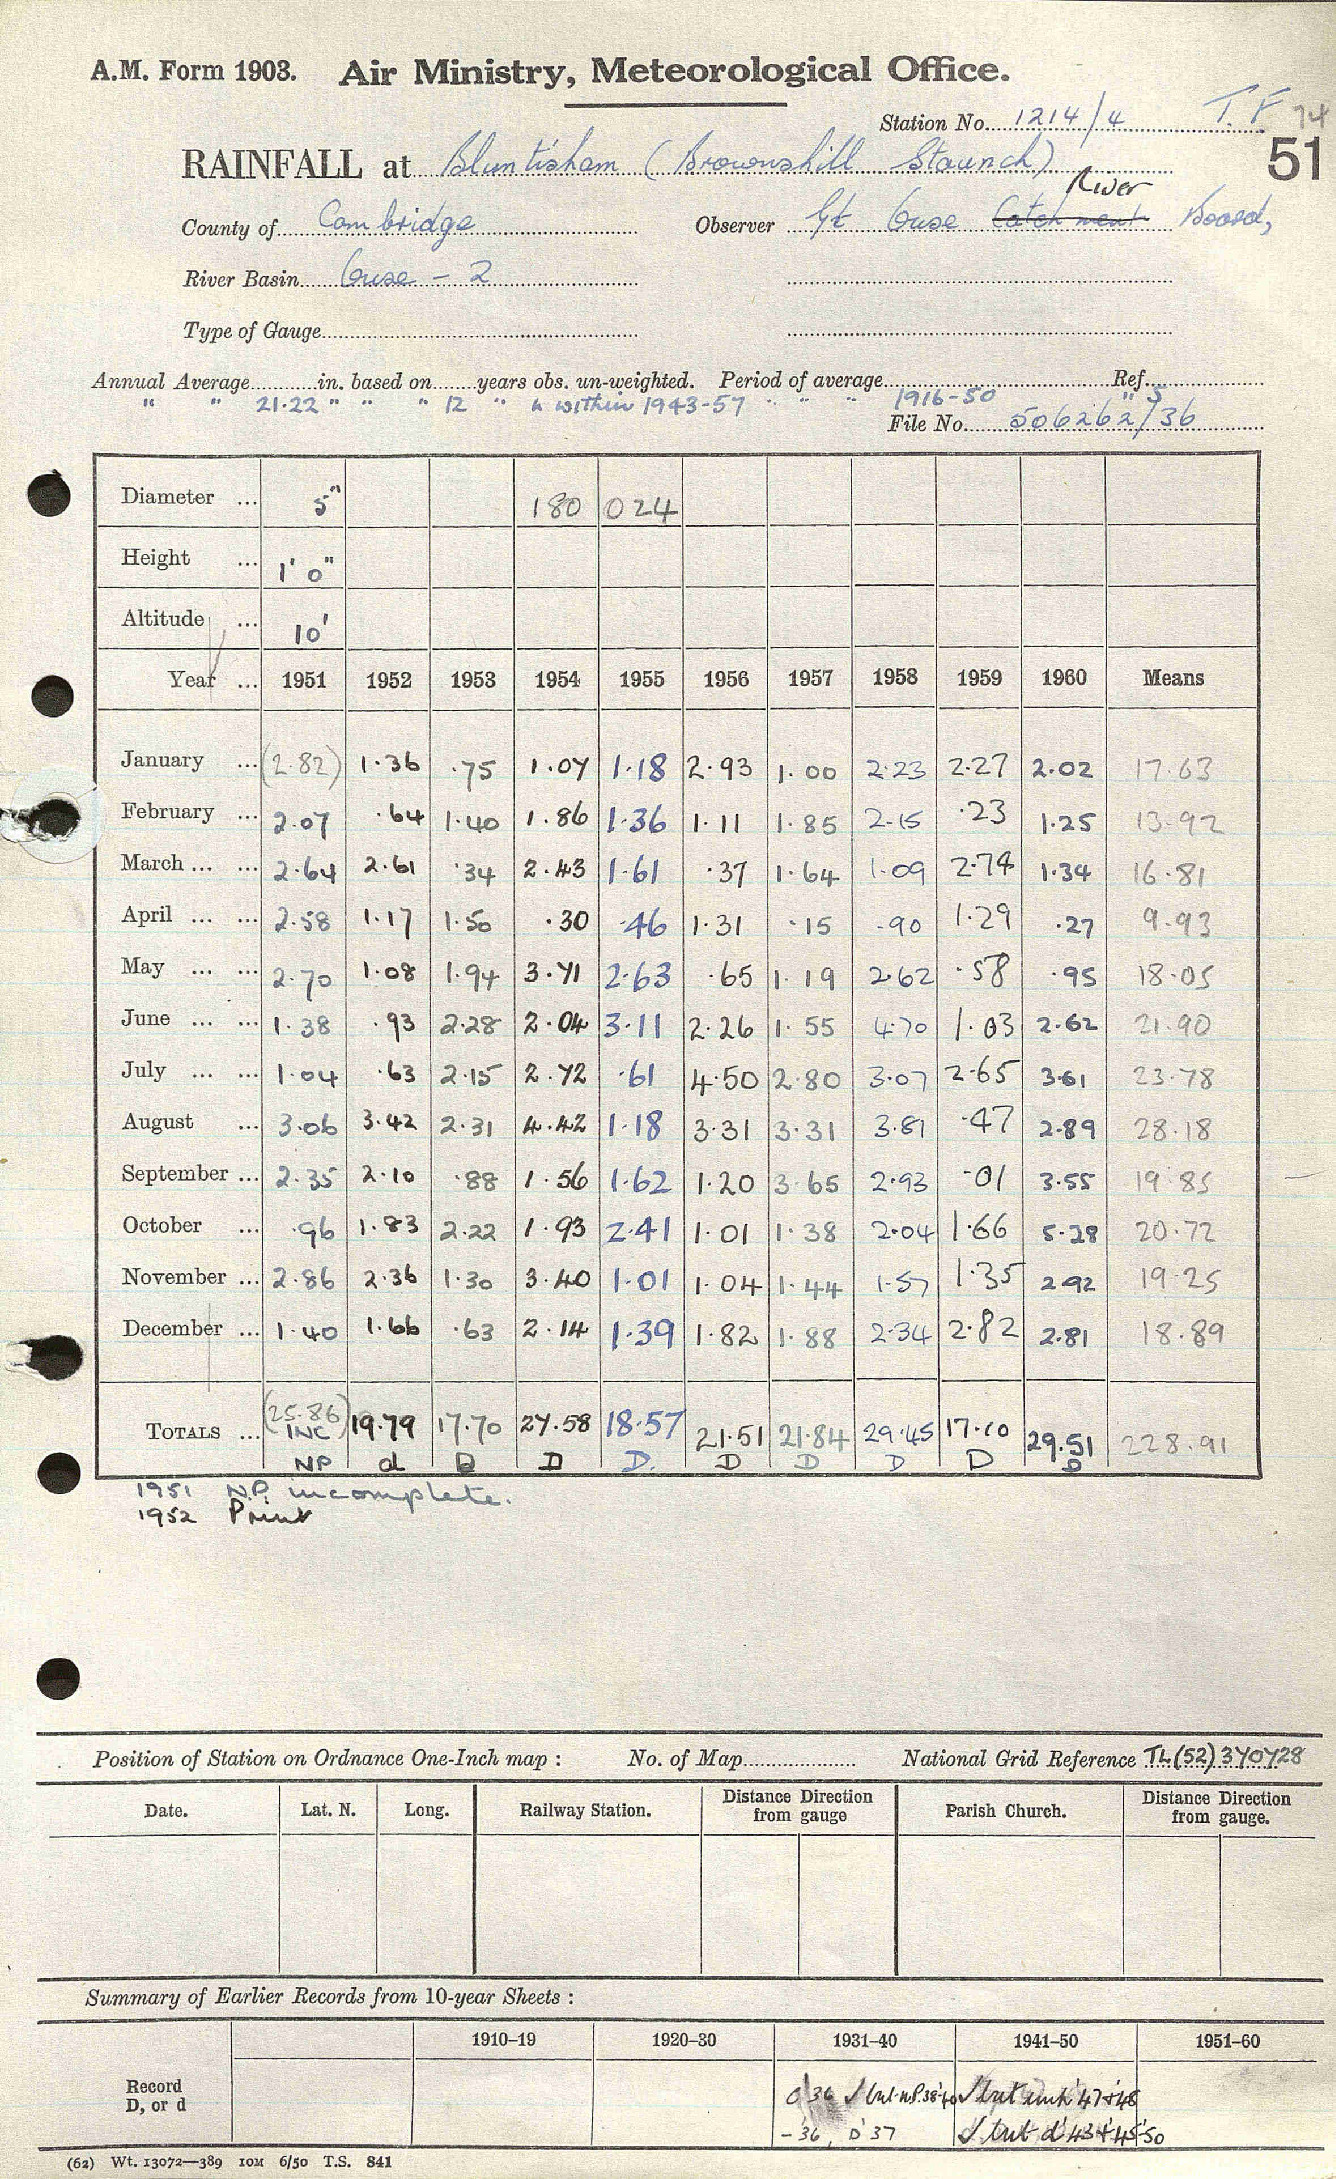 A.M. Form 1903. Air Ministry, Meteorological Office.
Station No. 1214/4 T.F 74
RAINFALL at Bluntisham (Brownshill Staunch) 51
River
County of Cambridge Observer Gt Ouse Catchment Board,
River Basin Ouse - 2
Type of Gauge
Annual Average in. based on years obs. un-weighted. Period of average Ref.
" " 21.22 " " " 12 " " within 1943-57 " " " 1916-50 " 5
File No. 506262/36
Diameter ... 5" 180 024
Height ... 1' 0"
Altitude ... 10'
Year ... 1951 1952 1953 1954 1955 1956 1957 1958 1959 1960 Means
January ... (2.82) 1.36 .75 1.07 1.18 2.93 1.00 2.23 2.27 2.02 17.63
February ... 2.07 .64 1.40 1.86 1.36 1.11 1.85 2.15 .23 1.25 13.92
March ... ... 2.64 2.61 .34 2.43 1.61 .37 1.64 1.09 2.74 1.34 16.81
April ... ... 2.58 1.17 1.50 .30 .46 1.31 .15 .90 1.29 .27 9.93
May ... ... 2.70 1.08 1.94 3.71 2.63 .65 1.19 2.62 .58 .95 18.05
June ... ... 1.38 .93 2.28 2.04 3.11 2.26 1.55 4.70 1.03 2.62 21.90
July ... ... 1.04 .63 2.15 2.72 .61 4.50 2.80 3.07 2.65 3.61 23.78
August ... 3.06 3.42 2.31 4.42 1.18 3.31 3.31 3.81 .47 2.89 28.18
September ... 2.35 2.10 .88 1.56 1.62 1.20 3.65 2.93 .01 3.55 19.85
October ... .96 1.83 2.22 1.93 2.41 1.01 1.38 2.04 1.66 5.28 20.72
November ... 2.86 2.36 1.30 3.40 1.01 1.04 1.44 1.57 1.35 2.92 19.25
December ... 1.40 1.66 .63 2.14 1.39 1.82 1.88 2.34 2.82 2.81 18.89
TOTALS ... (25.86) 19.79 17.70 27.58 18.57 21.51 21.84 29.45 17.10 29.51 228.91
INC
NP d D D D. D D D D D
1951 N.P. incomplete.
1952 Print
Position of Station on Ordnance One-Inch map : No. of Map National Grid Reference TL(52)370728
Date. Lat. N. Long. Railway Station. Distance from gauge Direction Parish Church. Distance from gauge. Direction
Summary of Earlier Records from 10-year Sheets :
1910–19 1920–30 1931–40 1941–50 1951–60
Record D, or d
36 √ but n.P. 38-40 √ but 47+48
- 36, D'37 √ but d' 43+45-50
(62) Wt. 13072—389 10M 6/50 T.S. 841